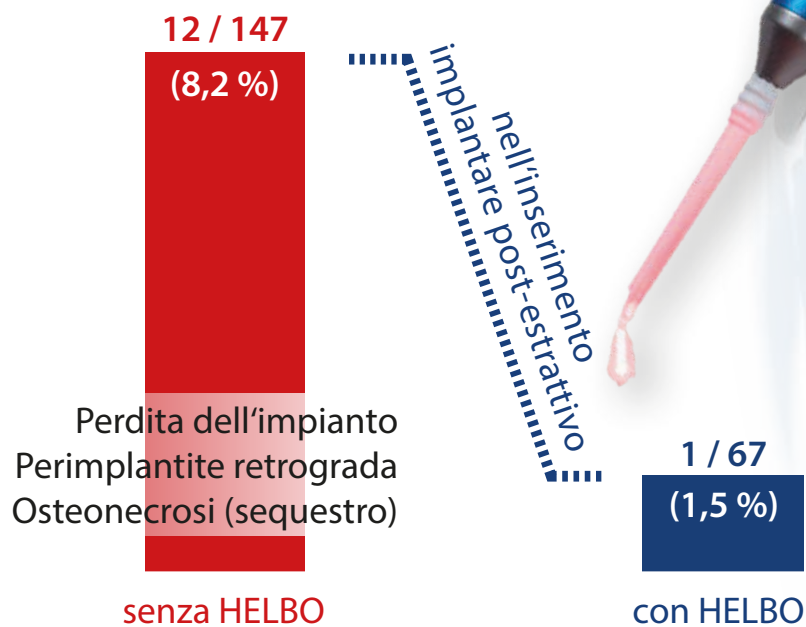 12 / 147
(8,2 %)
nell‘inserimento
implantare post-estrattivo
Perdita dell‘impianto
Perimplantite retrograda
Osteonecrosi (sequestro)
1 / 67
(1,5 %)
senza HELBO
con HELBO